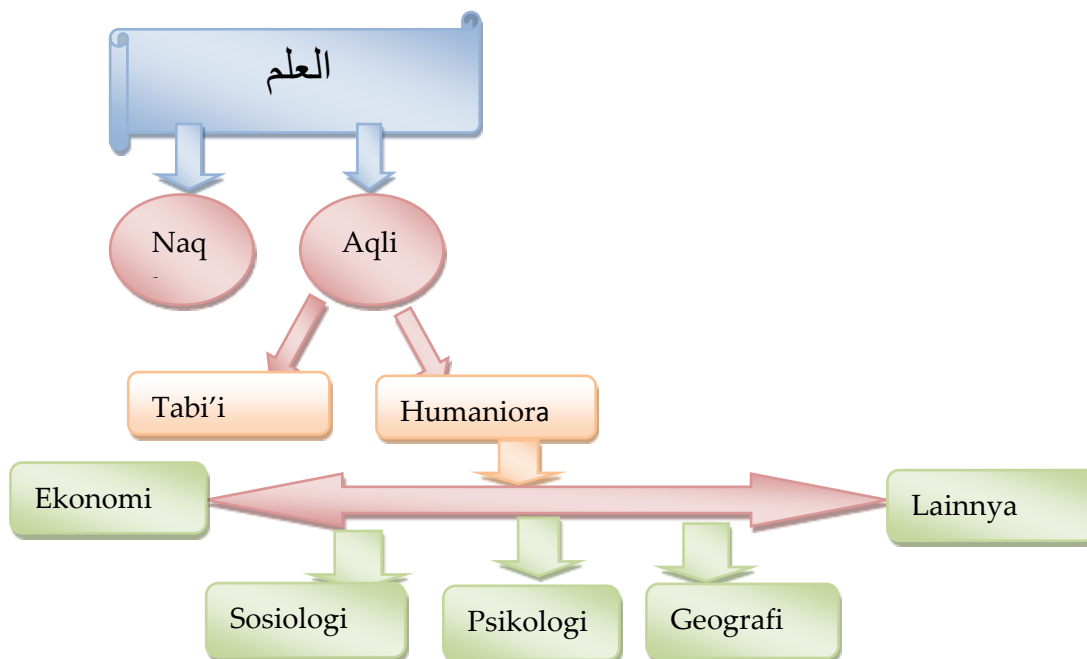 العلم
Naq
Aqli
Tabi’i
Humaniora
Ekonomi
Lainnya
Sosiologi
Psikologi
Geografi